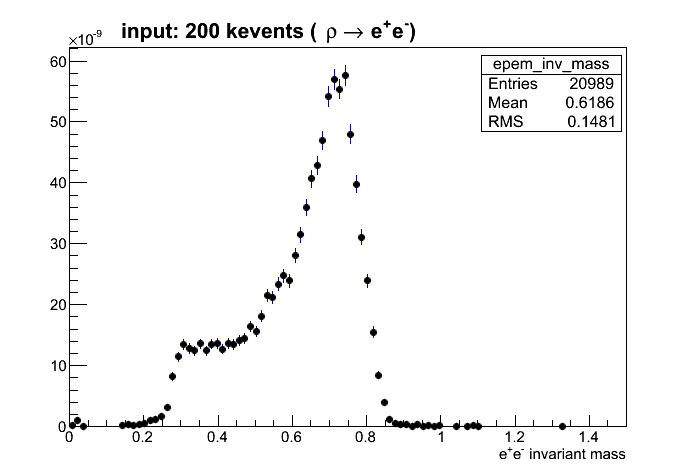 input: 200 kevents ( ρ → e⁺e⁻)
×10⁻⁹
epem_inv_mass
Entries 20989
Mean 0.6186
RMS 0.1481
60
50
40
30
20
10
0
0 0.2 0.4 0.6 0.8 1 1.2 1.4
e⁺e⁻ invariant mass